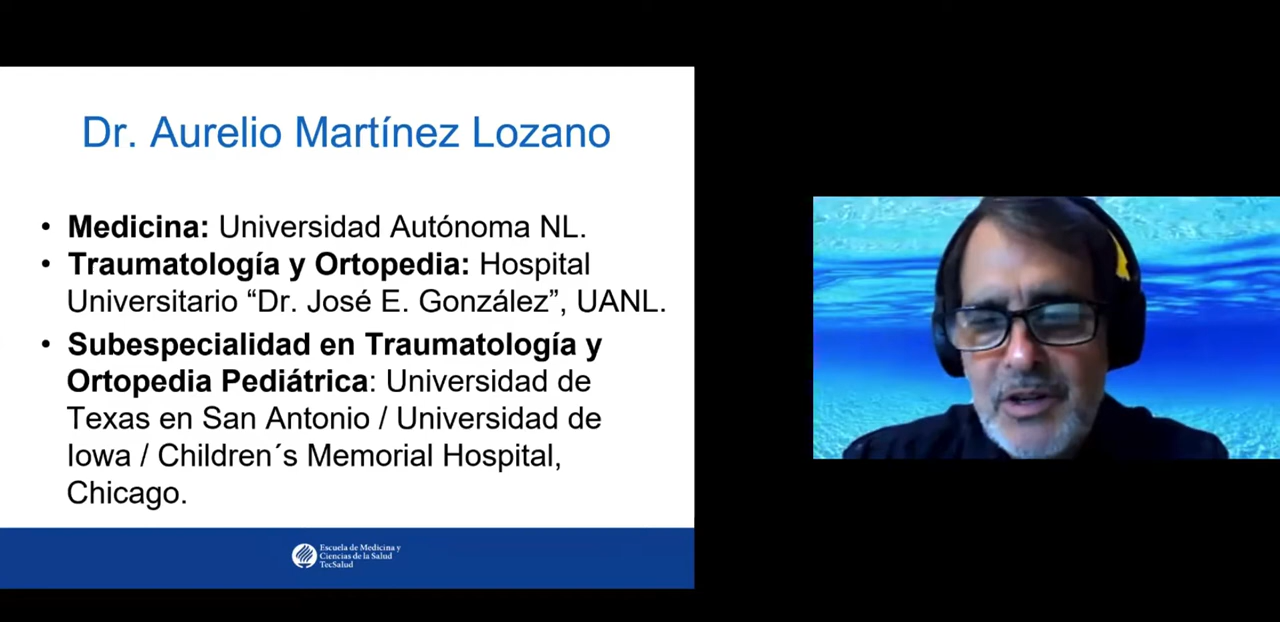 Dr. Aurelio Martínez Lozano
• Medicina: Universidad Autónoma NL.
• Traumatología y Ortopedia: Hospital
Universitario “Dr. José E. González”, UANL.
• Subespecialidad en Traumatología y
Ortopedia Pediátrica: Universidad de
Texas en San Antonio / Universidad de
Iowa / Children´s Memorial Hospital,
Chicago.
Escuela de Medicina y
Ciencias de la Salud
TecSalud